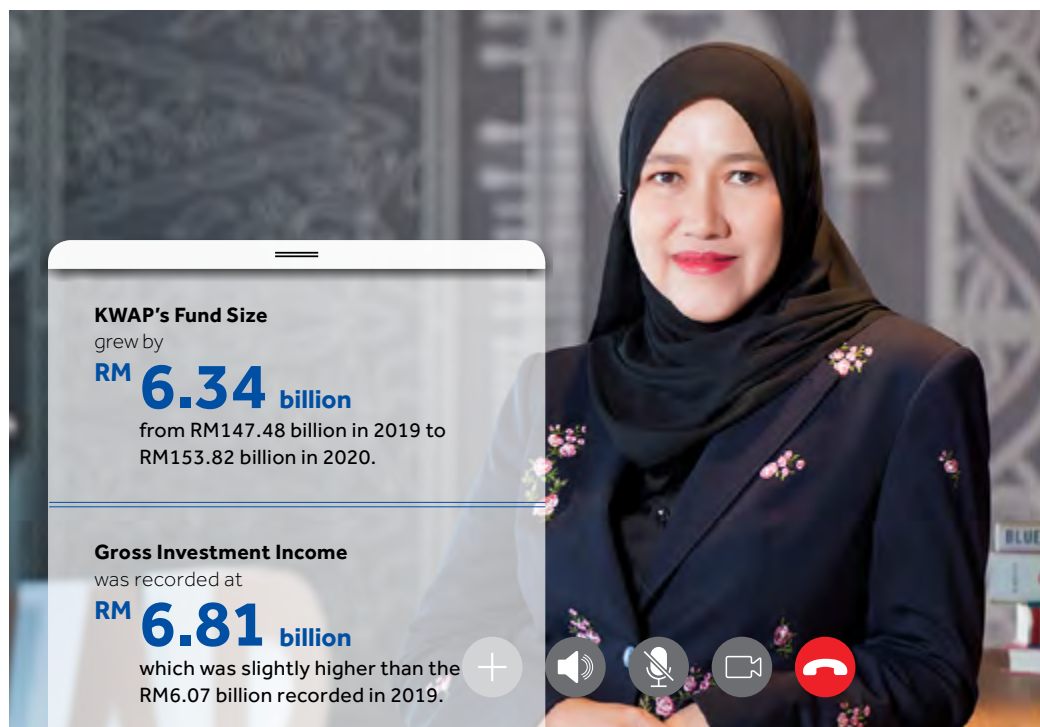 KWAP's Fund Size
grew by
RM 6.34 billion
from RM147.48 billion in 2019 to
RM153.82 billion in 2020.
Gross Investment Income
was recorded at
RM 6.81 billion
which was slightly higher than the
RM6.07 billion recorded in 2019.
BLUE